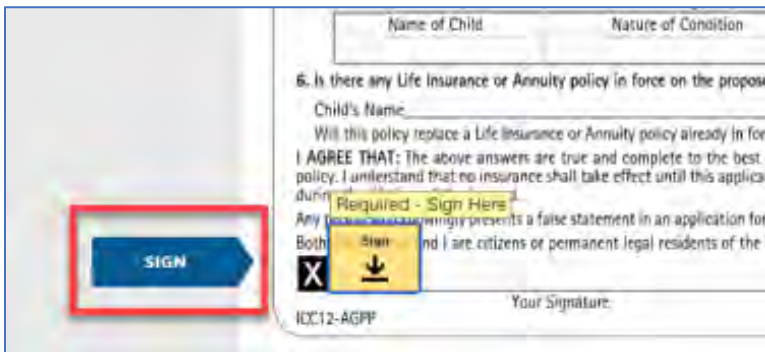 Name of Child Nature of Condition
6. Is there any Life Insurance or Annuity policy in force on the propose
Child's Name
Will this policy replace a Life Insurance or Annuity policy already in for
I AGREE THAT: The above answers are true and complete to the best
policy. I understand that no insurance shall take effect until this applica
Required - Sign Here
Any knowingly presents a false statement in an application for
Both nd I are citizens or permanent legal residents of the
Sign
SIGN
X
Your Signature
ICC12-AGPP